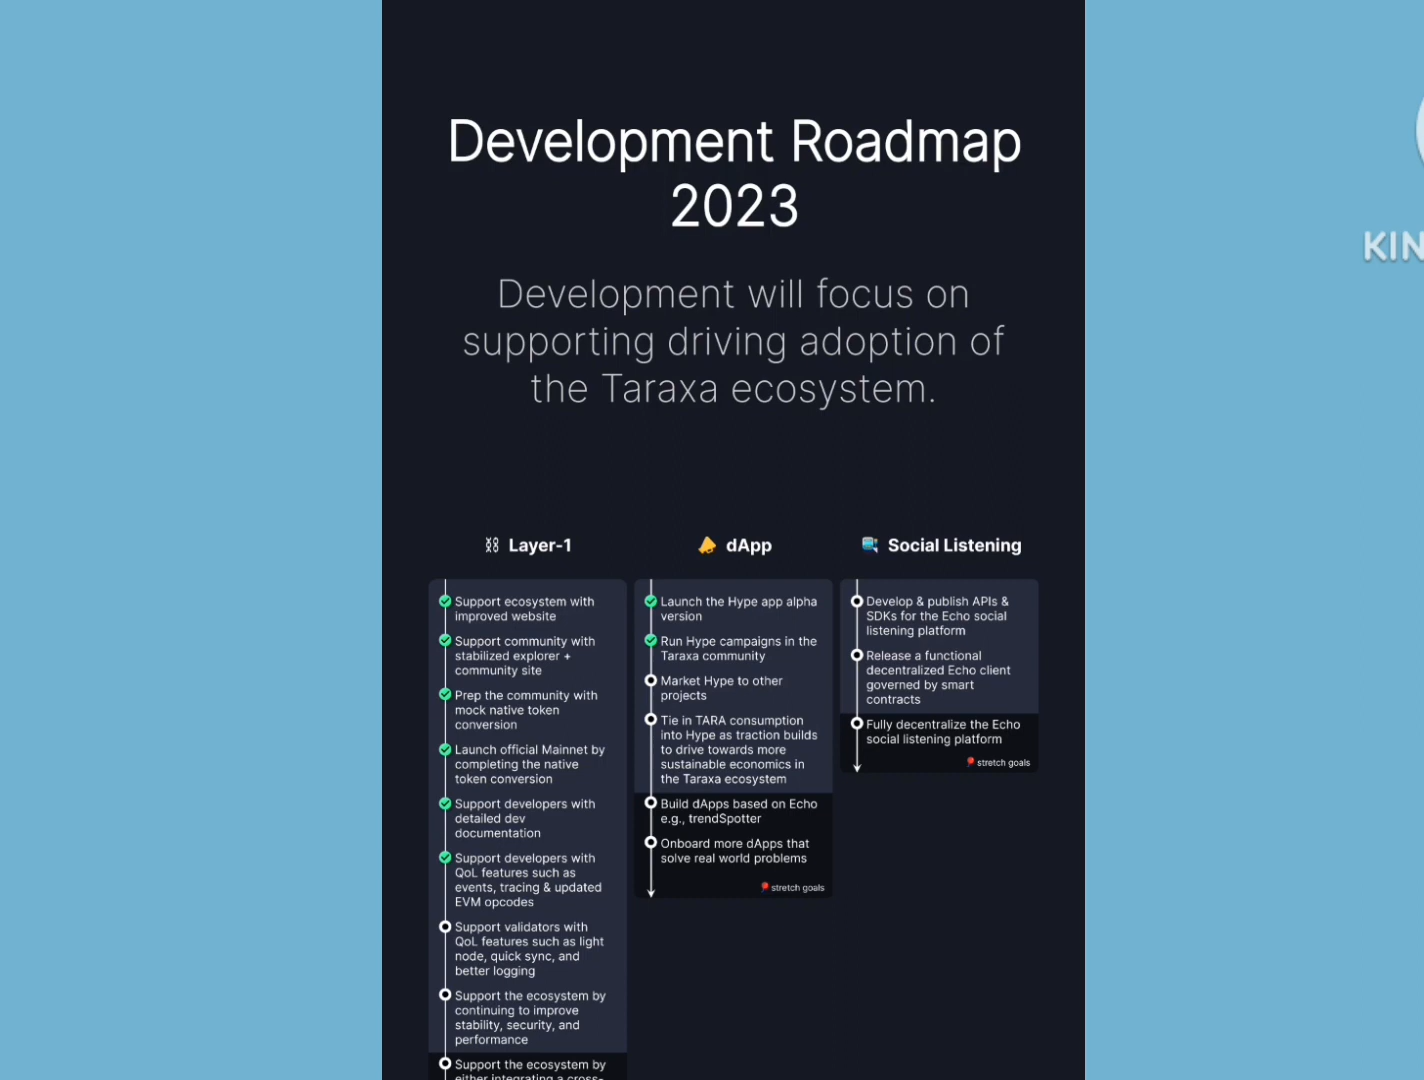 Development Roadmap
2023
Development will focus on
supporting driving adoption of
the Taraxa ecosystem.
KIN
Layer-1
Support ecosystem with
improved website
Support community with
stabilized explorer +
community site
Prep the community with
mock native token
conversion
Launch official Mainnet by
completing the native
token conversion
Support developers with
detailed dev
documentation
Support developers with
QoL features such as
events, tracing & updated
EVM opcodes
Support validators with
QoL features such as light
node, quick sync, and
better logging
Support the ecosystem by
continuing to improve
stability, security, and
performance
Support the ecosystem by
either integrating a cross-
dApp
Launch the Hype app alpha
version
Run Hype campaigns in the
Taraxa community
Market Hype to other
projects
Tie in TARA consumption
into Hype as traction builds
to drive towards more
sustainable economics in
the Taraxa ecosystem
Build dApps based on Echo
e.g., trendSpotter
Onboard more dApps that
solve real world problems
stretch goals
Social Listening
Develop & publish APIs &
SDKs for the Echo social
listening platform
Release a functional
decentralized Echo client
governed by smart
contracts
Fully decentralize the Echo
social listening platform
stretch goals